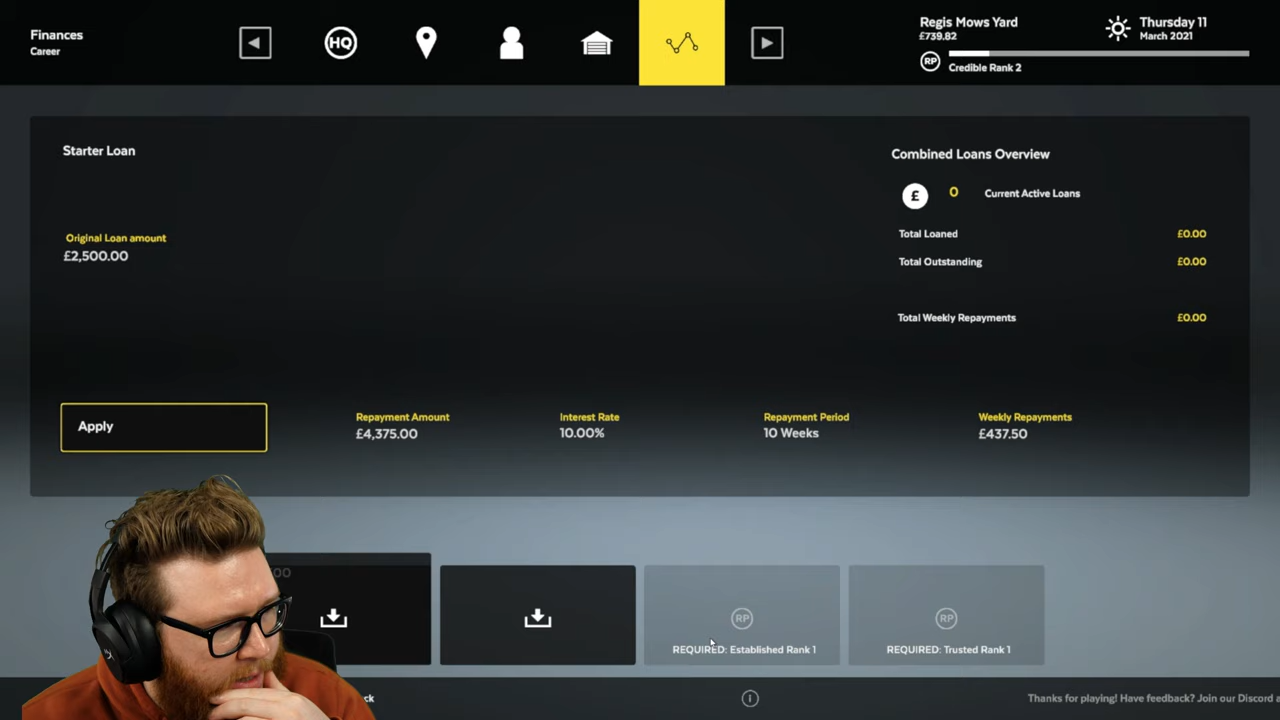 Finances
Career
HQ
Regis Mows Yard
£739.82
RP
Credible Rank 2
Thursday 11
March 2021
Starter Loan
Original Loan amount
£2,500.00
Combined Loans Overview
£ 0 Current Active Loans
Total Loaned £0.00
Total Outstanding £0.00
Total Weekly Repayments £0.00
Apply
Repayment Amount
£4,375.00
Interest Rate
10.00%
Repayment Period
10 Weeks
Weekly Repayments
£437.50
RP
REQUIRED: Established Rank 1
RP
REQUIRED: Trusted Rank 1
Thanks for playing! Have feedback? Join our Discord a